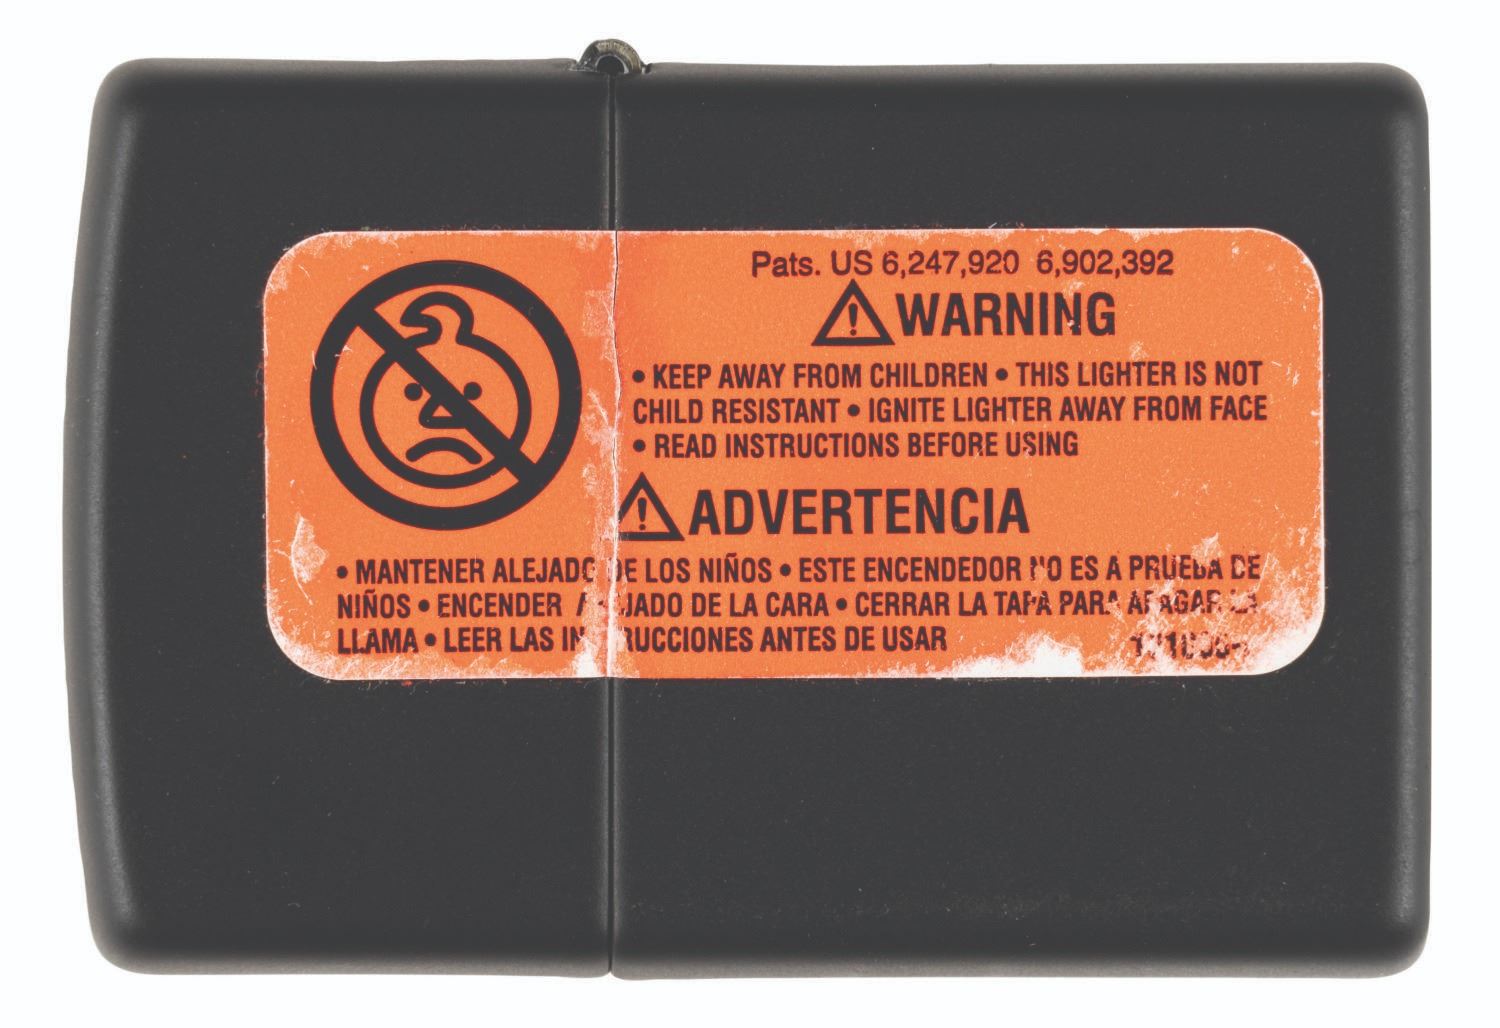 Pats. US 6,247,920 6,902,392
WARNING
• KEEP AWAY FROM CHILDREN • THIS LIGHTER IS NOT
CHILD RESISTANT • IGNITE LIGHTER AWAY FROM FACE
• READ INSTRUCTIONS BEFORE USING
ADVERTENCIA
• MANTENER ALEJADO DE LOS NIÑOS • ESTE ENCENDEDOR NO ES A PRUEBA DE
NIÑOS • ENCENDER DE LA CARA • CERRAR LA TAPA PARA APAGAR LA
LLAMA • LEER LAS INSTRUCCIONES ANTES DE USAR